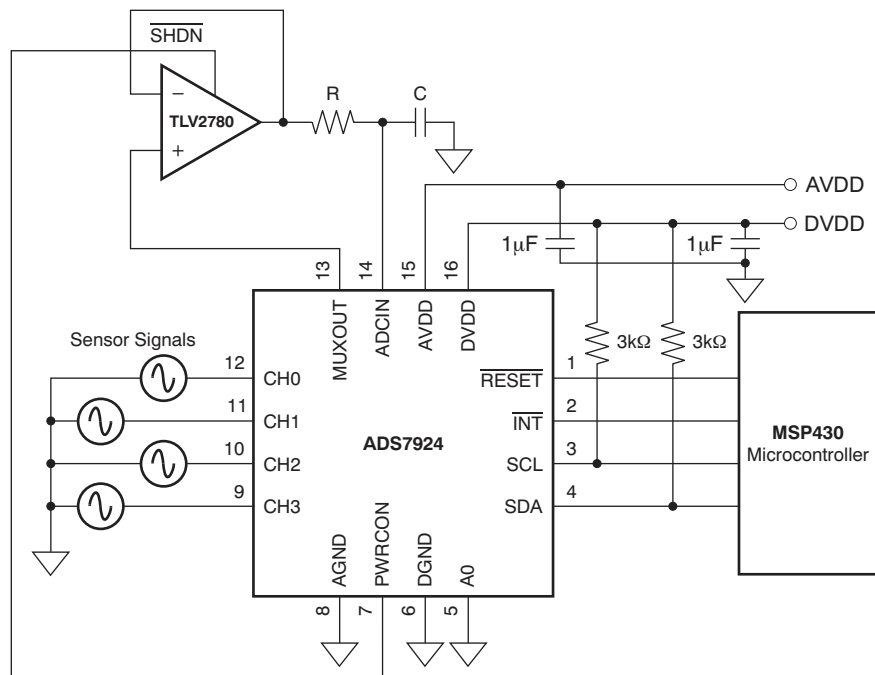 SHDN
R
C
TLV2780
−
+
AVDD
DVDD
1μF
1μF
13
14
15
16
MUXOUT
ADCIN
AVDD
DVDD
Sensor Signals
3kΩ
3kΩ
12
CH0
RESET
1
11
CH1
INT
2
MSP430
Microcontroller
10
CH2
ADS7924
SCL
3
9
CH3
SDA
4
AGND
PWRCON
DGND
A0
8
7
6
5